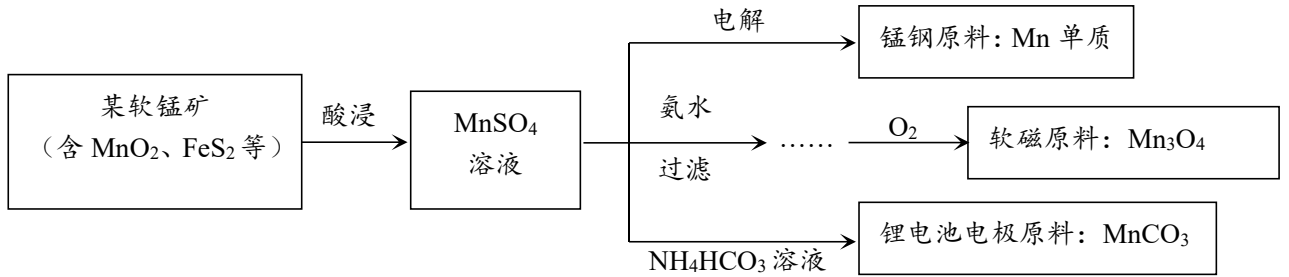 某软锰矿
（含 MnO₂、FeS₂ 等）
酸浸
MnSO₄
溶液
电解
锰钢原料：Mn 单质
氨水
过滤
……
O₂
软磁原料：Mn₃O₄
NH₄HCO₃ 溶液
锂电池电极原料：MnCO₃